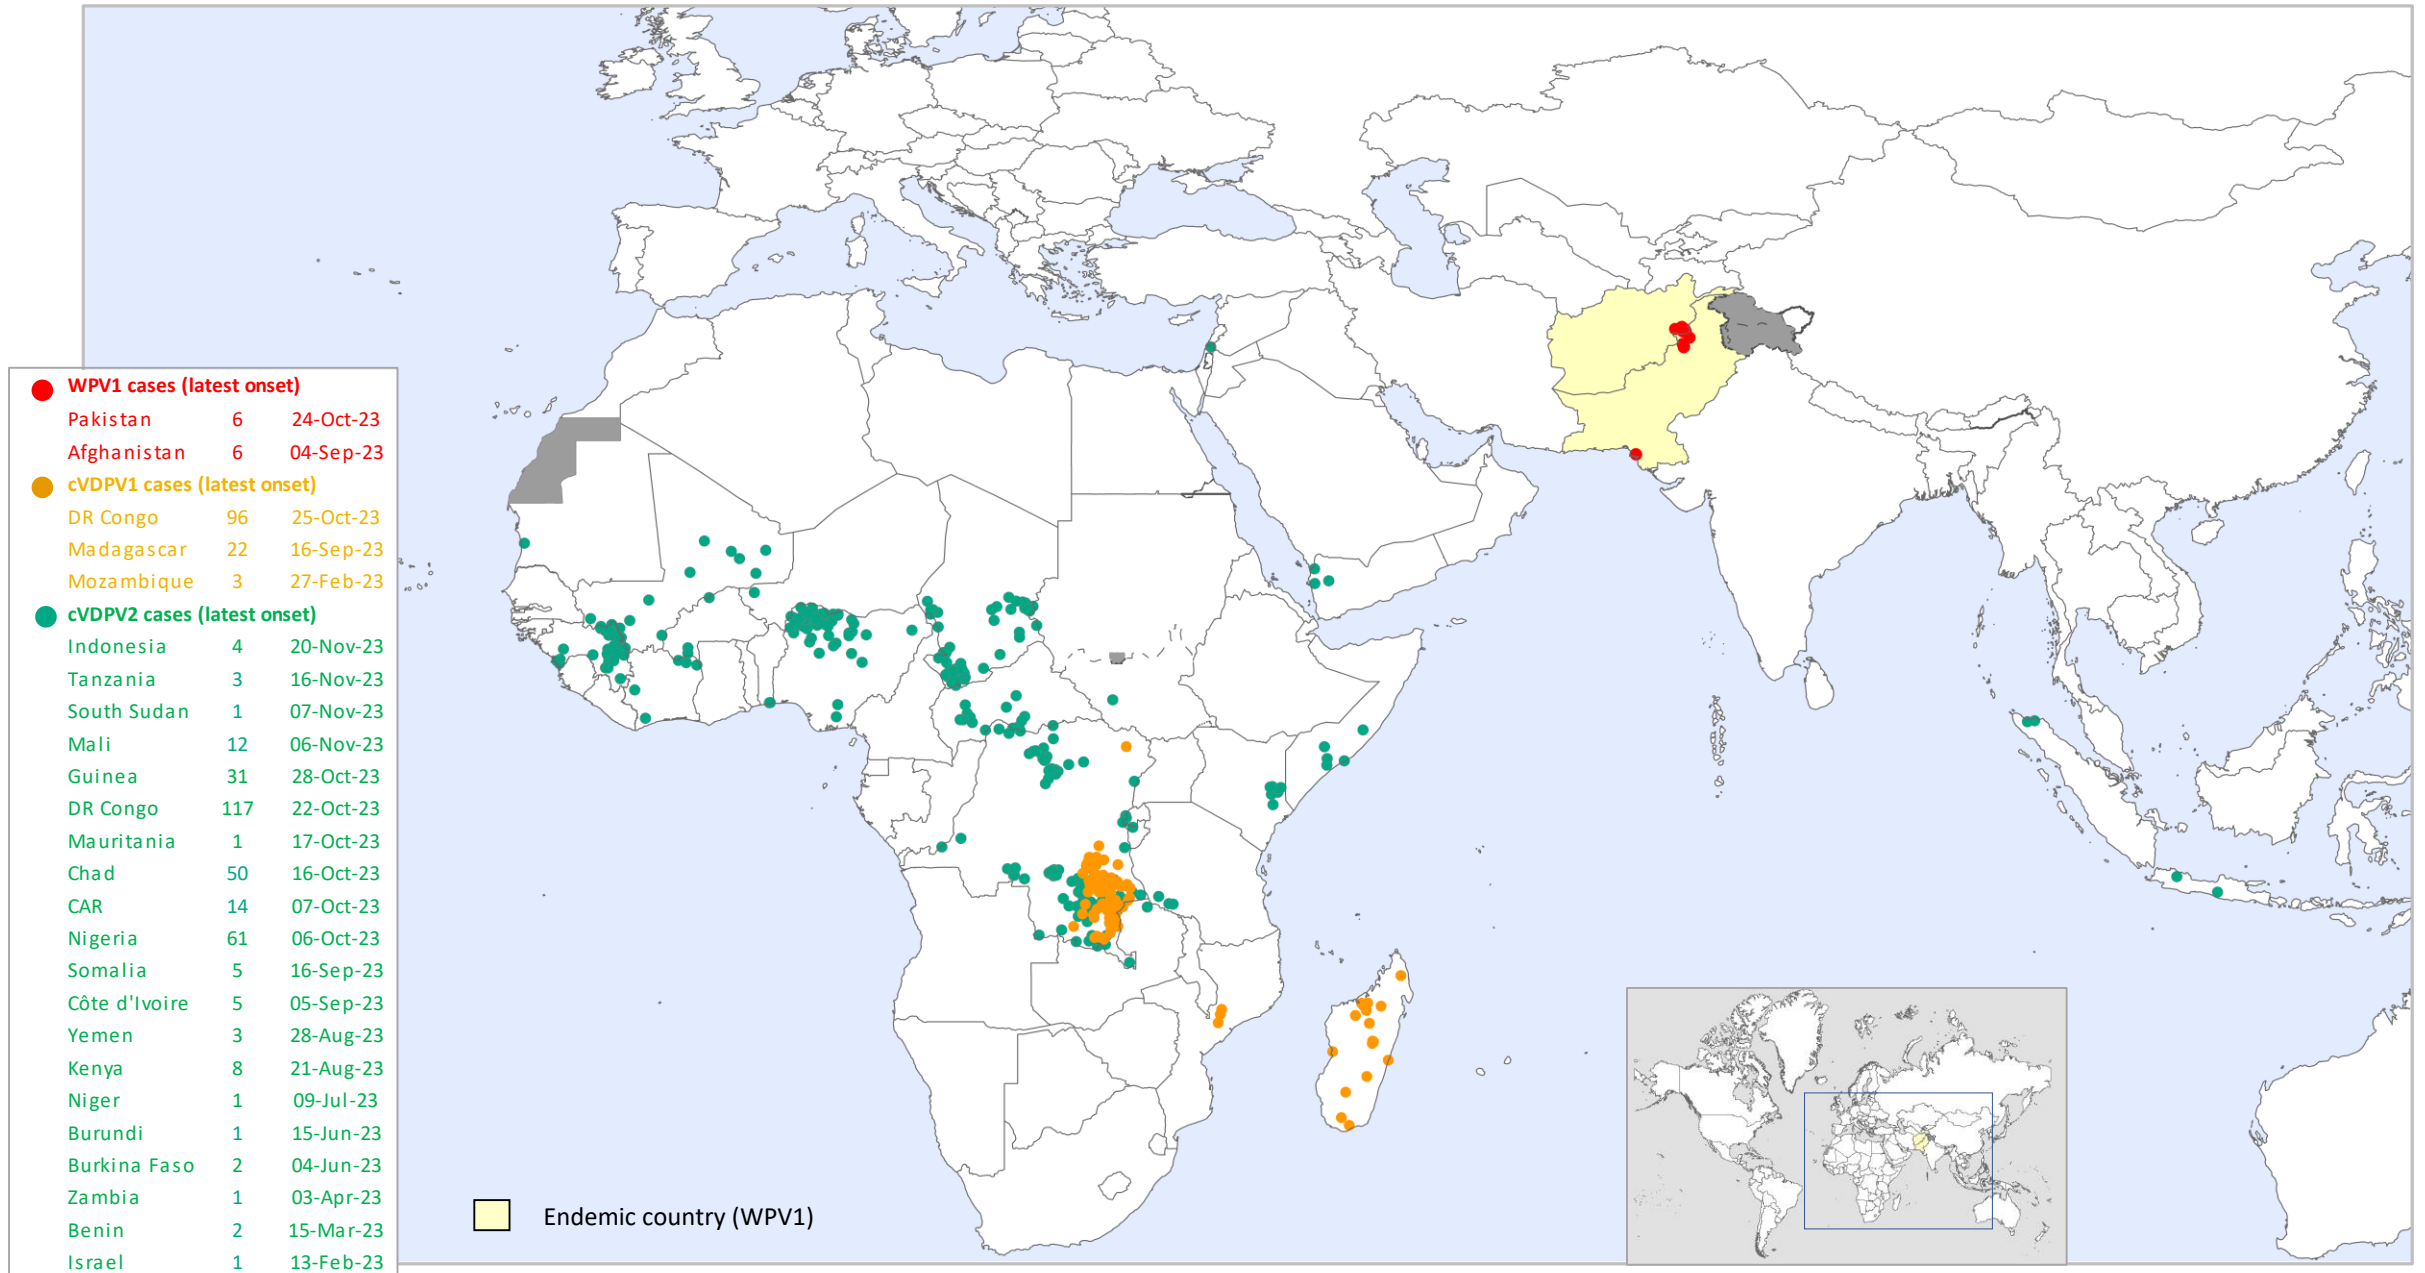 WPV1 cases (latest onset)
Pakistan 6 24-Oct-23
Afghanistan 6 04-Sep-23
cVDPV1 cases (latest onset)
DR Congo 96 25-Oct-23
Madagascar 22 16-Sep-23
Mozambique 3 27-Feb-23
cVDPV2 cases (latest onset)
Indonesia 4 20-Nov-23
Tanzania 3 16-Nov-23
South Sudan 1 07-Nov-23
Mali 12 06-Nov-23
Guinea 31 28-Oct-23
DR Congo 117 22-Oct-23
Mauritania 1 17-Oct-23
Chad 50 16-Oct-23
CAR 14 07-Oct-23
Nigeria 61 06-Oct-23
Somalia 5 16-Sep-23
Côte d'Ivoire 5 05-Sep-23
Yemen 3 28-Aug-23
Kenya 8 21-Aug-23
Niger 1 09-Jul-23
Burundi 1 15-Jun-23
Burkina Faso 2 04-Jun-23
Zambia 1 03-Apr-23
Benin 2 15-Mar-23
Israel 1 13-Feb-23
Endemic country (WPV1)